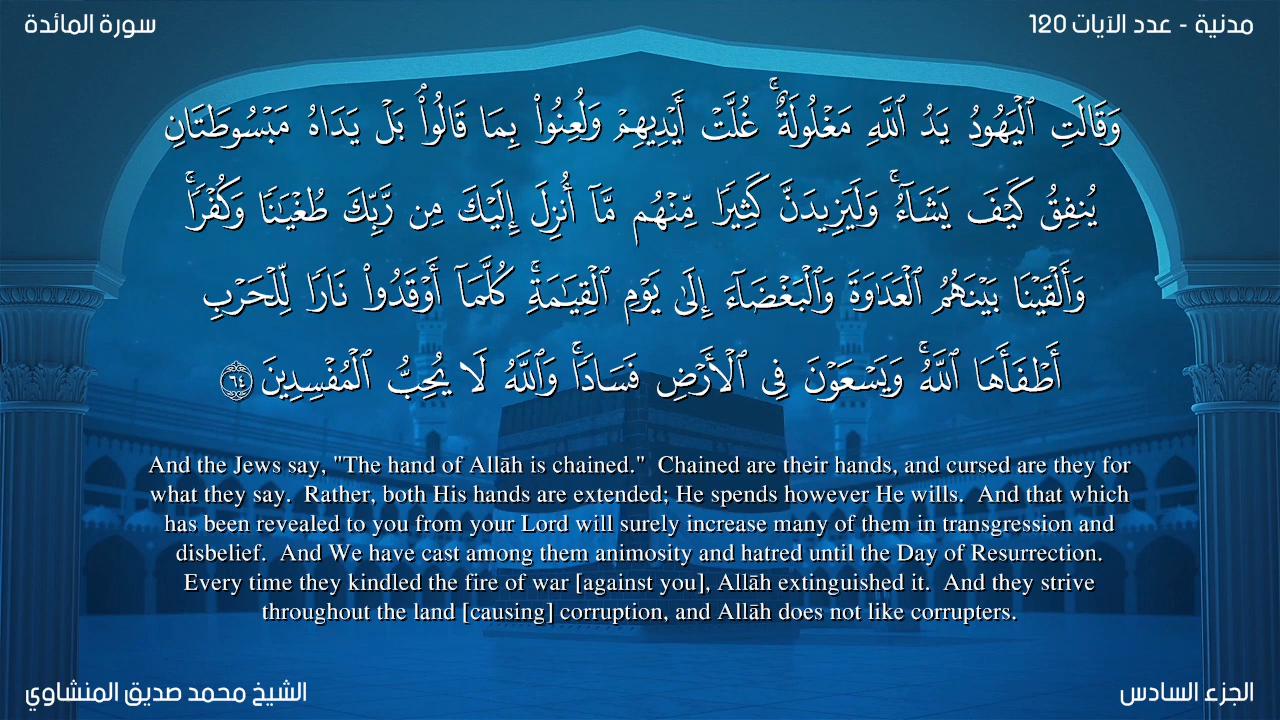 سورة المائدة
مدنية - عدد الآيات 120
وَقَالَتِ ٱلۡيَهُودُ يَدُ ٱللَّهِ مَغۡلُولَةٌۚ غُلَّتۡ أَيۡدِيهِمۡ وَلُعِنُواْ بِمَا قَالُواْۘ بَلۡ يَدَاهُ مَبۡسُوطَتَانِ
يُنفِقُ كَيۡفَ يَشَآءُۚ وَلَيَزِيدَنَّ كَثِيرٗا مِّنۡهُم مَّآ أُنزِلَ إِلَيۡكَ مِن رَّبِّكَ طُغۡيَٰنٗا وَكُفۡرٗاۚ
وَأَلۡقَيۡنَا بَيۡنَهُمُ ٱلۡعَدَٰوَةَ وَٱلۡبَغۡضَآءَ إِلَىٰ يَوۡمِ ٱلۡقِيَٰمَةِۚ كُلَّمَآ أَوۡقَدُواْ نَارٗا لِّلۡحَرۡبِ
أَطۡفَأَهَا ٱللَّهُۚ وَيَسۡعَوۡنَ فِي ٱلۡأَرۡضِ فَسَادٗاۚ وَٱللَّهُ لَا يُحِبُّ ٱلۡمُفۡسِدِينَ ٦٤
And the Jews say, "The hand of Allāh is chained." Chained are their hands, and cursed are they for
what they say. Rather, both His hands are extended; He spends however He wills. And that which
has been revealed to you from your Lord will surely increase many of them in transgression and
disbelief. And We have cast among them animosity and hatred until the Day of Resurrection.
Every time they kindled the fire of war [against you], Allāh extinguished it. And they strive
throughout the land [causing] corruption, and Allāh does not like corrupters.
الشيخ محمد صديق المنشاوي
الجزء السادس